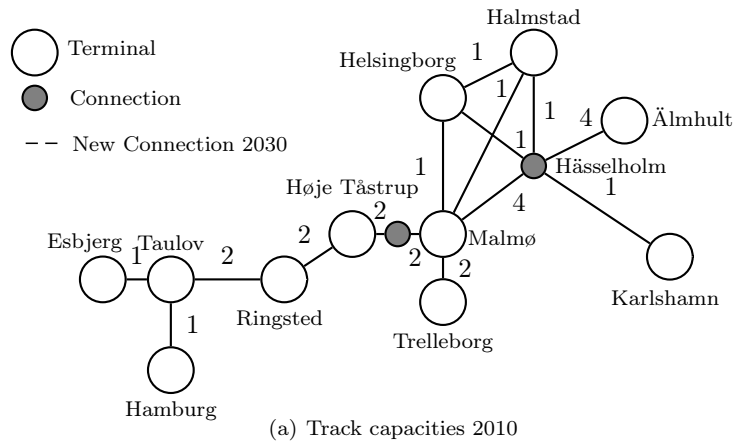 Halmstad
Terminal
Helsingborg
1
1
Connection
1
4
Älmhult
New Connection 2030
1
Hässelholm
1
1
Høje Tåstrup
2
4
Esbjerg
Taulov
2
Malmø
1
2
2
2
Karlshamn
Ringsted
1
Trelleborg
Hamburg
(a) Track capacities 2010